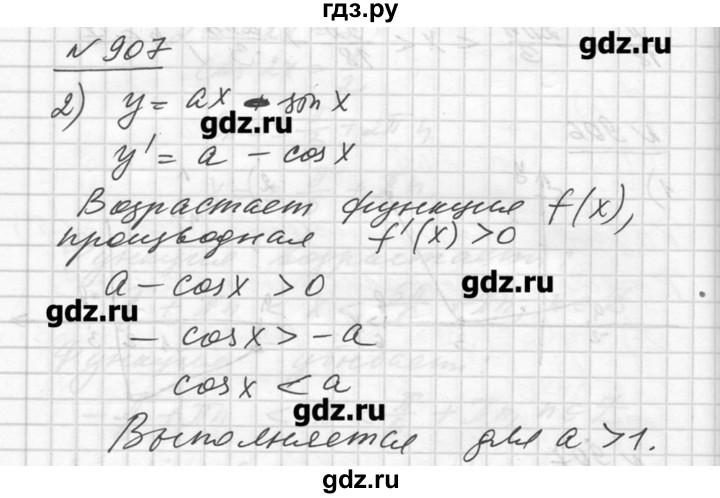 гдз.ру
№ 907
gdz.ru
2) y = ax - sin x
gdz.ru
y' = a - cos x
Возрастает функция f(x),
производная f'(x) > 0
a - cos x > 0
gdz.ru
gdz.ru
- cos x > - a
cos x < a
gdz.ru
Выполняется для a > 1.
gdz.ru